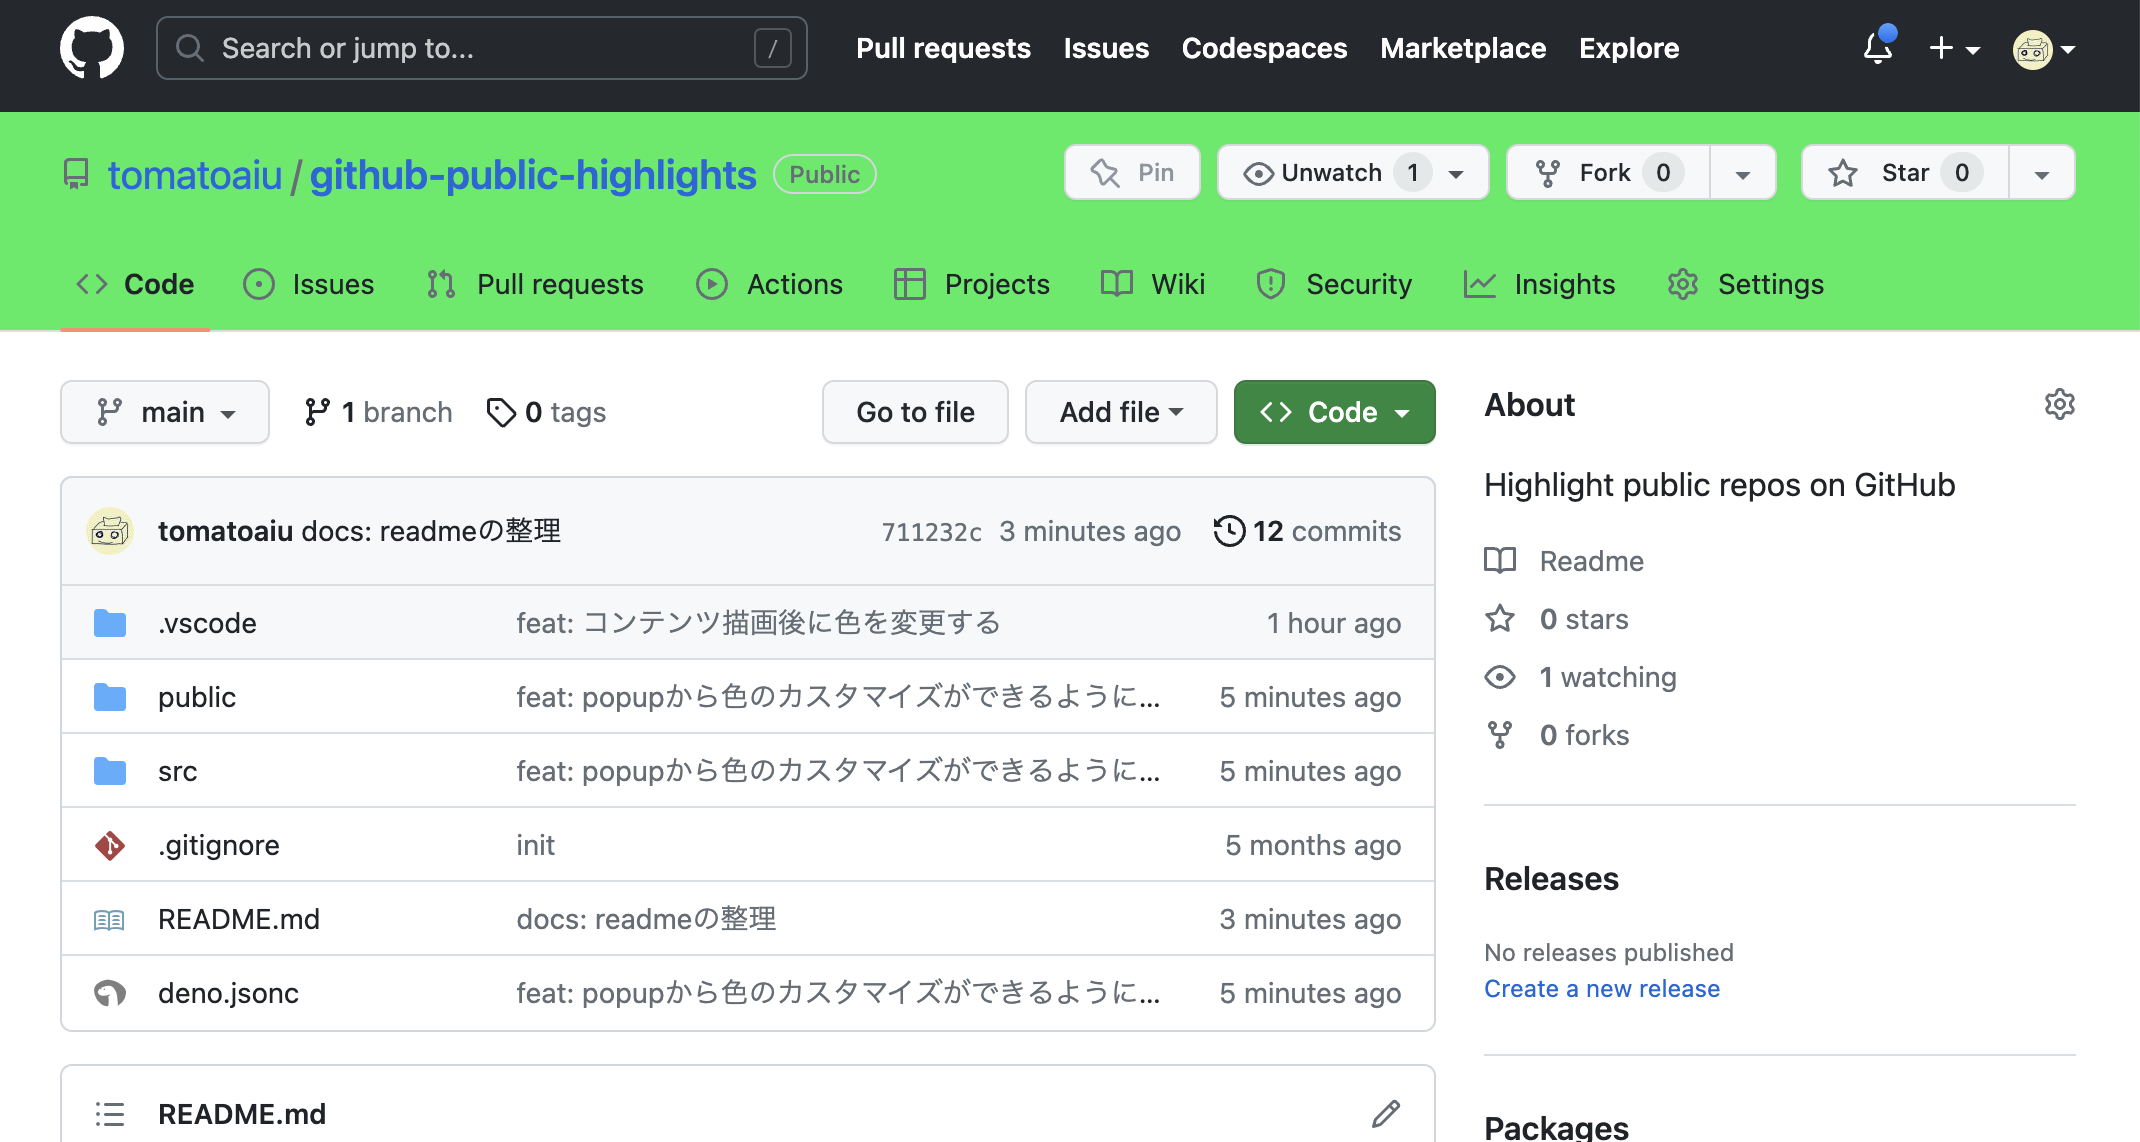 Search or jump to... / Pull requests Issues Codespaces Marketplace Explore
tomatoaiu / github-public-highlights Public Pin Unwatch 1 Fork 0 Star 0
Code Issues Pull requests Actions Projects Wiki Security Insights Settings
main 1 branch 0 tags Go to file Add file Code
tomatoaiu docs: readmeの整理 711232c 3 minutes ago 12 commits
.vscode feat: コンテンツ描画後に色を変更する 1 hour ago
public feat: popupから色のカスタマイズができるように... 5 minutes ago
src feat: popupから色のカスタマイズができるように... 5 minutes ago
.gitignore init 5 months ago
README.md docs: readmeの整理 3 minutes ago
deno.jsonc feat: popupから色のカスタマイズができるように... 5 minutes ago
README.md
About
Highlight public repos on GitHub
Readme
0 stars
1 watching
0 forks
Releases
No releases published
Create a new release
Packages